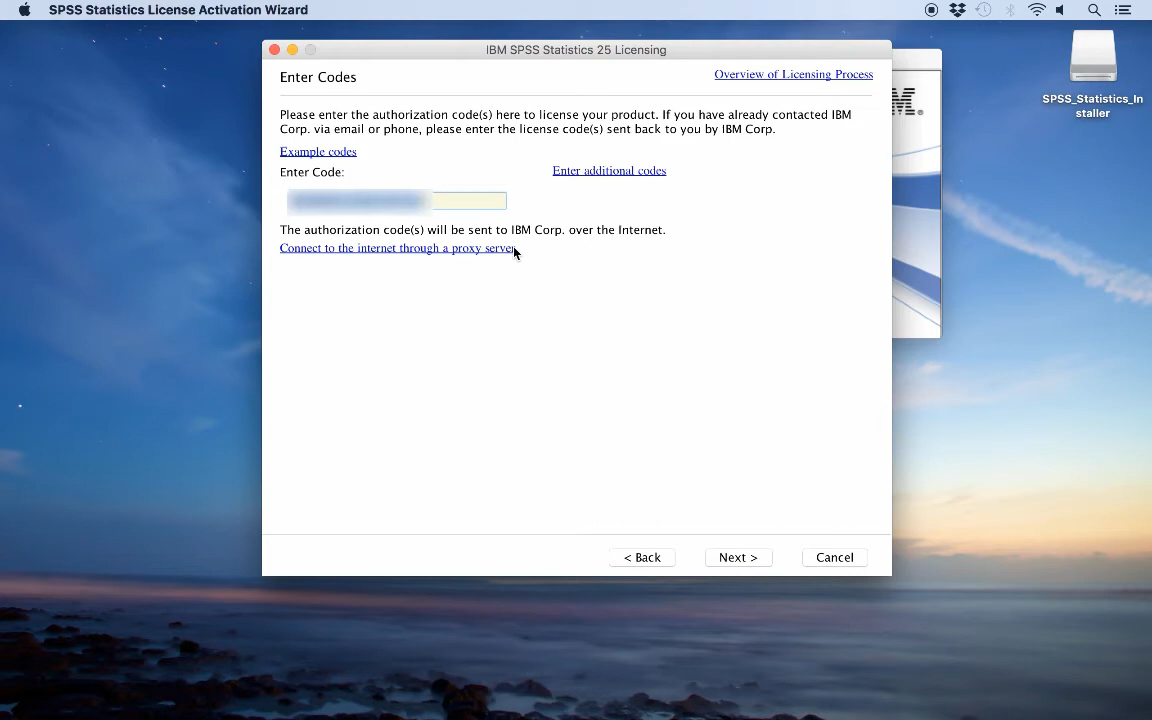 SPSS Statistics License Activation Wizard
IBM SPSS Statistics 25 Licensing
Enter Codes
Overview of Licensing Process
Please enter the authorization code(s) here to license your product. If you have already contacted IBM
Corp. via email or phone, please enter the license code(s) sent back to you by IBM Corp.
Example codes
Enter Code:
Enter additional codes
The authorization code(s) will be sent to IBM Corp. over the Internet.
Connect to the internet through a proxy server
< Back
Next >
Cancel
M®
SPSS_Statistics_In
staller